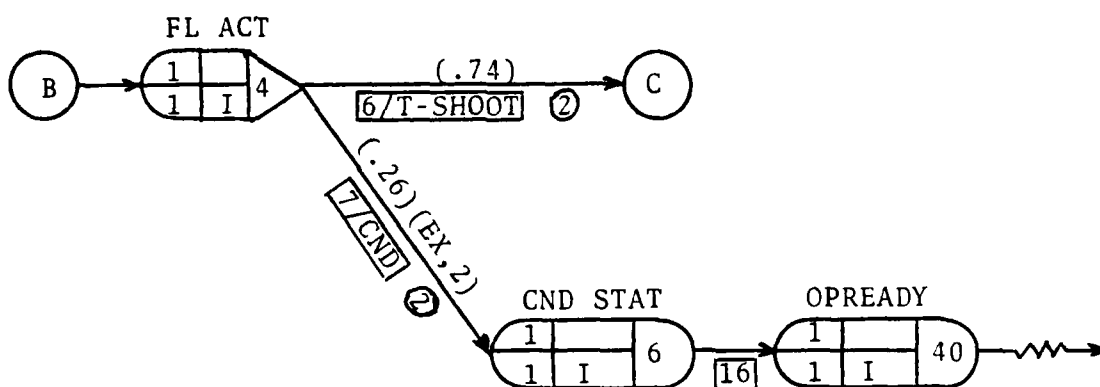 FL ACT
B
1
4
1 I
(.74)
6/T-SHOOT 2
C
(.26)(EX,2)
7/CND 2
CND STAT
1
6
1 I
16
OPREADY
1
40
1 I